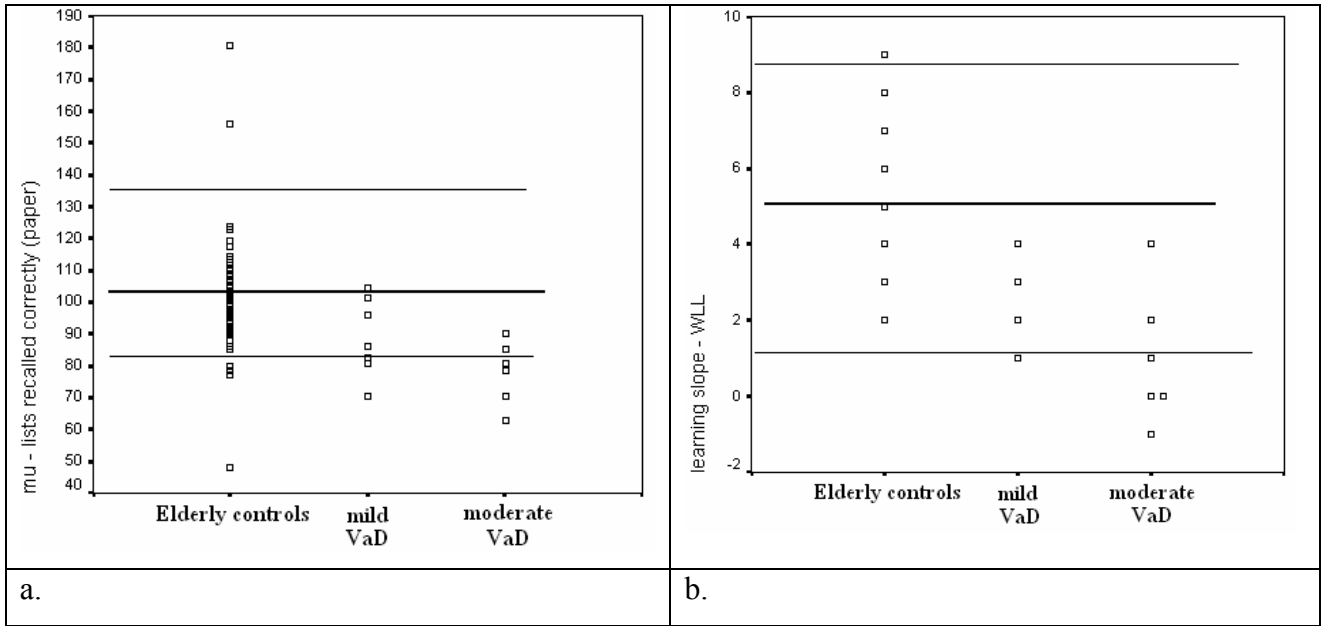 190
180
170
160
150
140
130
120
110
100
90
80
70
60
50
40
mu - lists recalled correctly (paper)
Elderly controls
mild
VaD
moderate
VaD
10
8
6
4
2
0
-2
learning slope - WLL
Elderly controls
mild
VaD
moderate
VaD
a.
b.